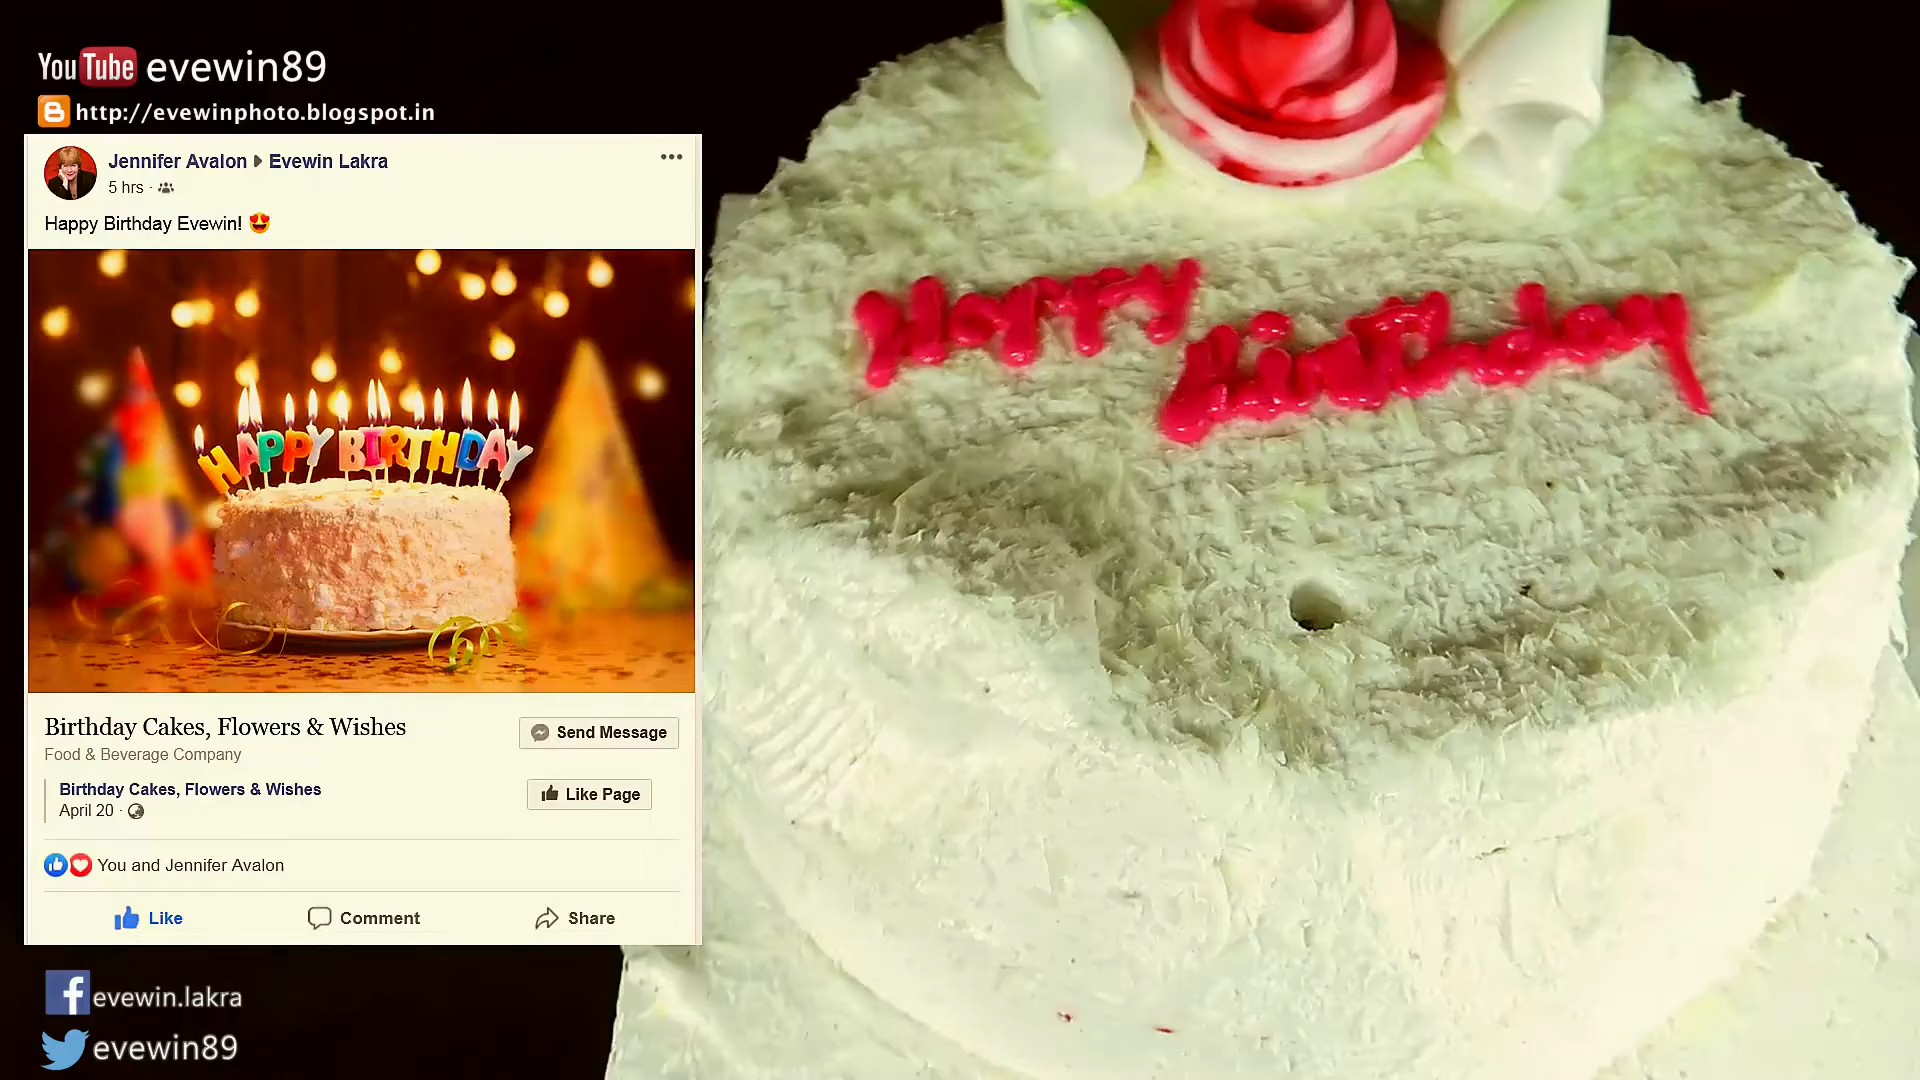 YouTube evewin89
http://evewinphoto.blogspot.in
Jennifer Avalon Evewin Lakra
5 hrs ·
Happy Birthday Evewin! 😍
HAPPY BIRTHDAY
Birthday Cakes, Flowers & Wishes
Send Message
Food & Beverage Company
Birthday Cakes, Flowers & Wishes
Like Page
April 20 ·
You and Jennifer Avalon
Like Comment Share
evewin.lakra
evewin89
Happy
birthday